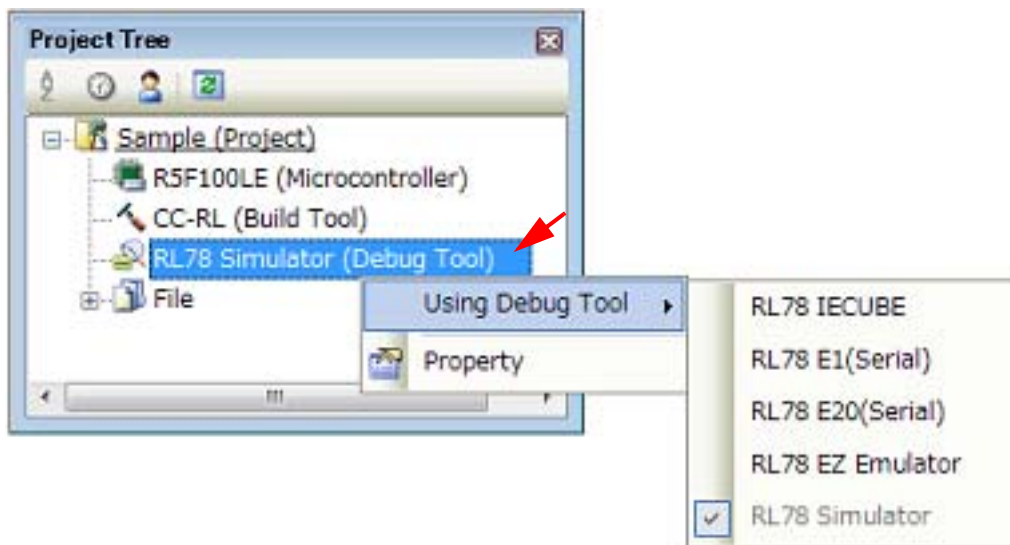 Project Tree
Sample (Project)
R5F100LE (Microcontroller)
CC-RL (Build Tool)
RL78 Simulator (Debug Tool)
File
Using Debug Tool
Property
RL78 IECUBE
RL78 E1(Serial)
RL78 E20(Serial)
RL78 EZ Emulator
RL78 Simulator